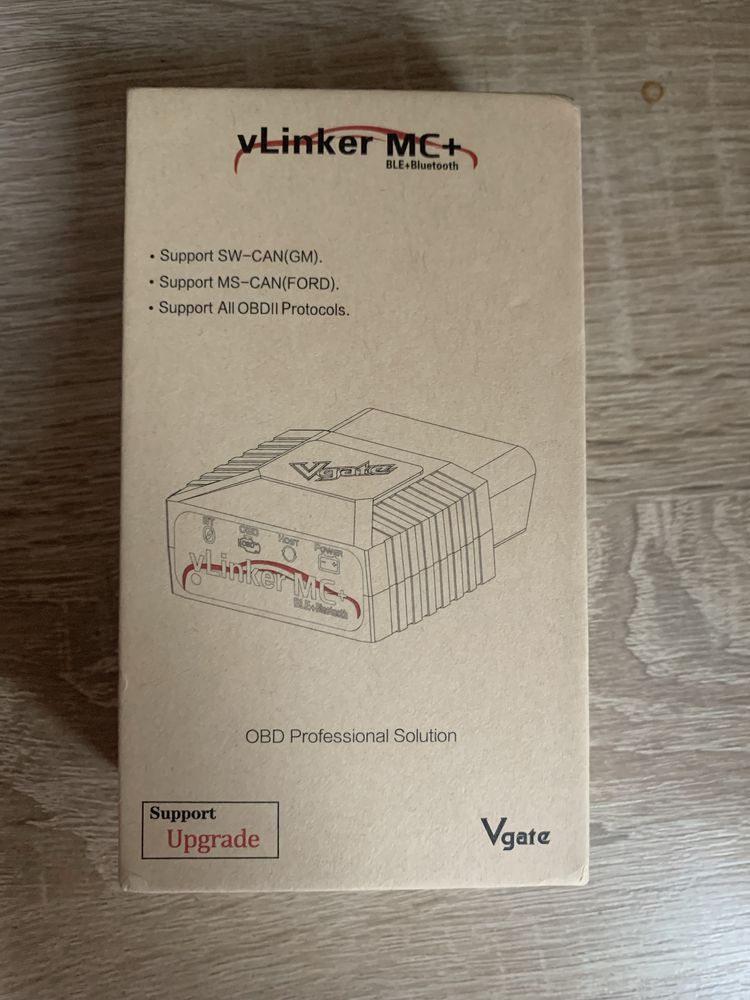 vLinker MC+
BLE+Bluetooth
• Support SW-CAN(GM).
• Support MS-CAN(FORD).
• Support All OBDII Protocols.
Vgate
BT
OBD
HOST
POWER
vLinker MC+
BLE+Bluetooth
OBD Professional Solution
Support
Upgrade
Vgate